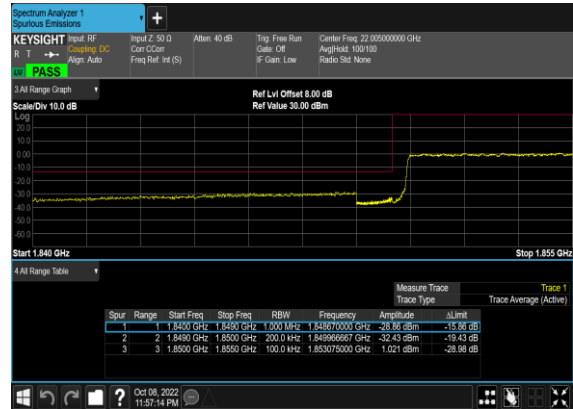 Spectrum Analyzer 1
Spurious Emissions
+
KEYSIGHT Input: RF Input Z: 50 Ω Atten: 40 dB Trig: Free Run Center Freq: 22.005000000 GHz
R T Coupling: DC Corr CCorr Gate: Off Avg|Hold: 100/100
Align: Auto Freq Ref: Int (S) IF Gain: Low Radio Std: None
LW PASS
3 All Range Graph
Ref Lvl Offset 8.00 dB
Scale/Div 10.0 dB Ref Value 30.00 dBm
Log
20.0
10.0
0.00
-10.0
-20.0
-30.0
-40.0
-50.0
-60.0
Start 1.840 GHz Stop 1.855 GHz
4 All Range Table
Measure Trace Trace 1
Trace Type Trace Average (Active)
Spur Range Start Freq Stop Freq RBW Frequency Amplitude ΔLimit
1 1 1.8400 GHz 1.8490 GHz 1.000 MHz 1.848670000 GHz -28.86 dBm -15.86 dB
2 2 1.8490 GHz 1.8500 GHz 200.0 kHz 1.849966667 GHz -32.43 dBm -19.43 dB
3 3 1.8500 GHz 1.8550 GHz 100.0 kHz 1.853075000 GHz 1.021 dBm -28.98 dB
? Oct 08, 2022
11:57:14 PM